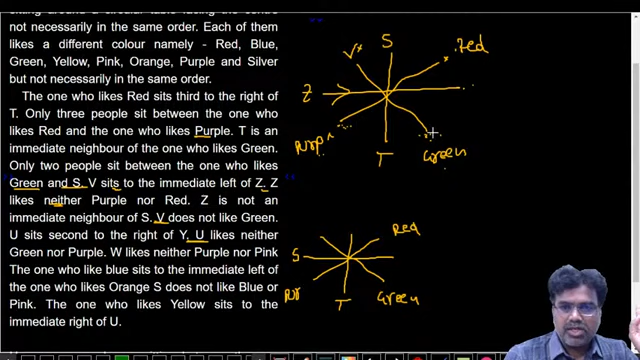 sitting around a circular table facing the centre
not necessarily in the same order. Each of them
likes a different colour namely - Red, Blue,
Green, Yellow, Pink, Orange, Purple and Silver
but not necessarily in the same order.
The one who likes Red sits third to the right of
T. Only three people sit between the one who
likes Red and the one who likes Purple. T is an
immediate neighbour of the one who likes Green.
Only two people sit between the one who likes
Green and S. V sits to the immediate left of Z. Z
likes neither Purple nor Red. Z is not an
immediate neighbour of S. V does not like Green.
U sits second to the right of Y, U likes neither
Green nor Purple. W likes neither Purple nor Pink
The one who like blue sits to the immediate left
of the one who likes Orange S does not like Blue or
Pink. The one who likes Yellow sits to the
immediate right of U.
S
V
Red
Z
Purp
T
Green
Red
S
Pur
T
Green